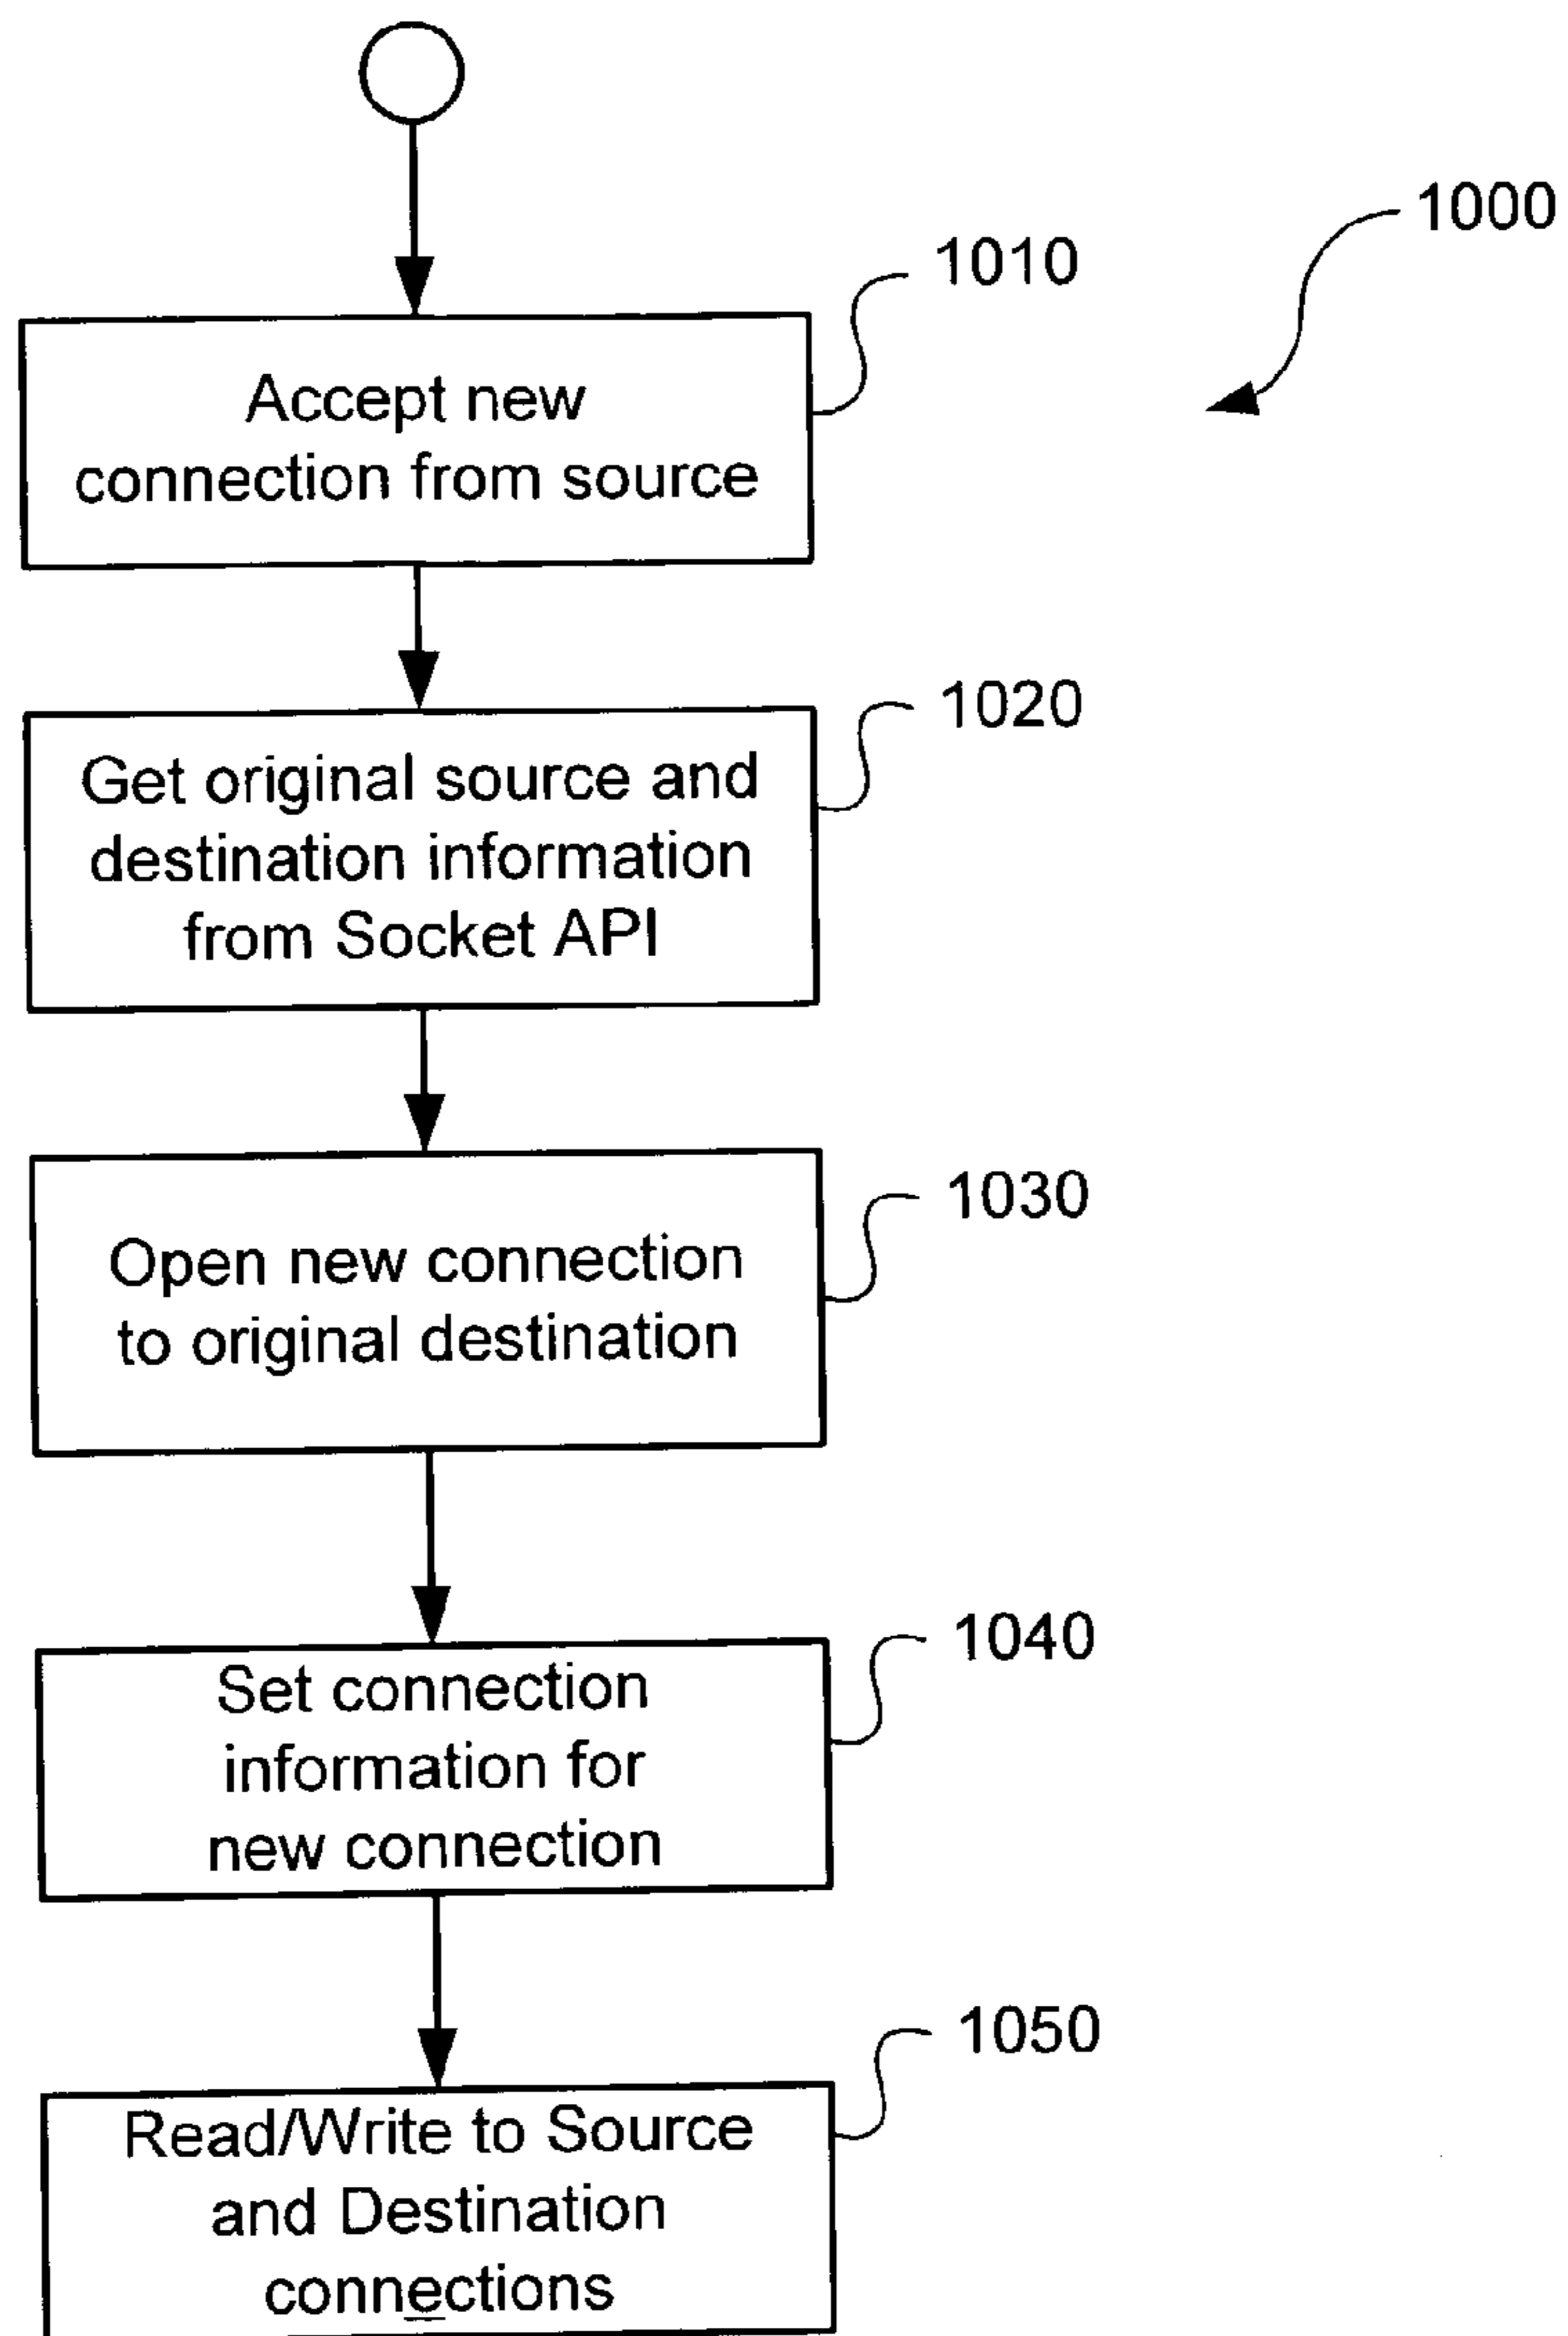 1000
1010
Accept new
connection from source
1020
Get original source and
destination information
from Socket API
1030
Open new connection
to original destination
1040
Set connection
information for
new connection
1050
Read/Write to Source
and Destination
connections